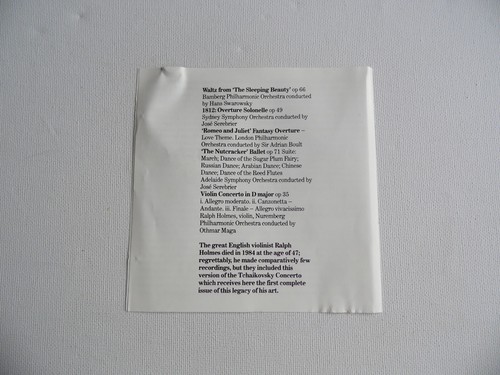 Waltz from 'The Sleeping Beauty' op 66
Bamberg Philharmonic Orchestra conducted
by Hans Swarowsky
1812: Overture Solonelle op 49
Sydney Symphony Orchestra conducted by
José Serebrier
'Romeo and Juliet' Fantasy Overture –
Love Theme. London Philharmonic
Orchestra conducted by Sir Adrian Boult
'The Nutcracker' Ballet op 71 Suite:
March; Dance of the Sugar Plum Fairy;
Russian Dance; Arabian Dance; Chinese
Dance; Dance of the Reed Flutes
Adelaide Symphony Orchestra conducted by
José Serebrier
Violin Concerto in D major op 35
i. Allegro moderato. ii. Canzonetta –
Andante. iii. Finale – Allegro vivacissimo
Ralph Holmes, violin, Nuremberg
Philharmonic Orchestra conducted by
Othmar Maga
The great English violinist Ralph
Holmes died in 1984 at the age of 47;
regrettably, he made comparatively few
recordings, but they included this
version of the Tchaikovsky Concerto
which receives here the first complete
issue of this legacy of his art.